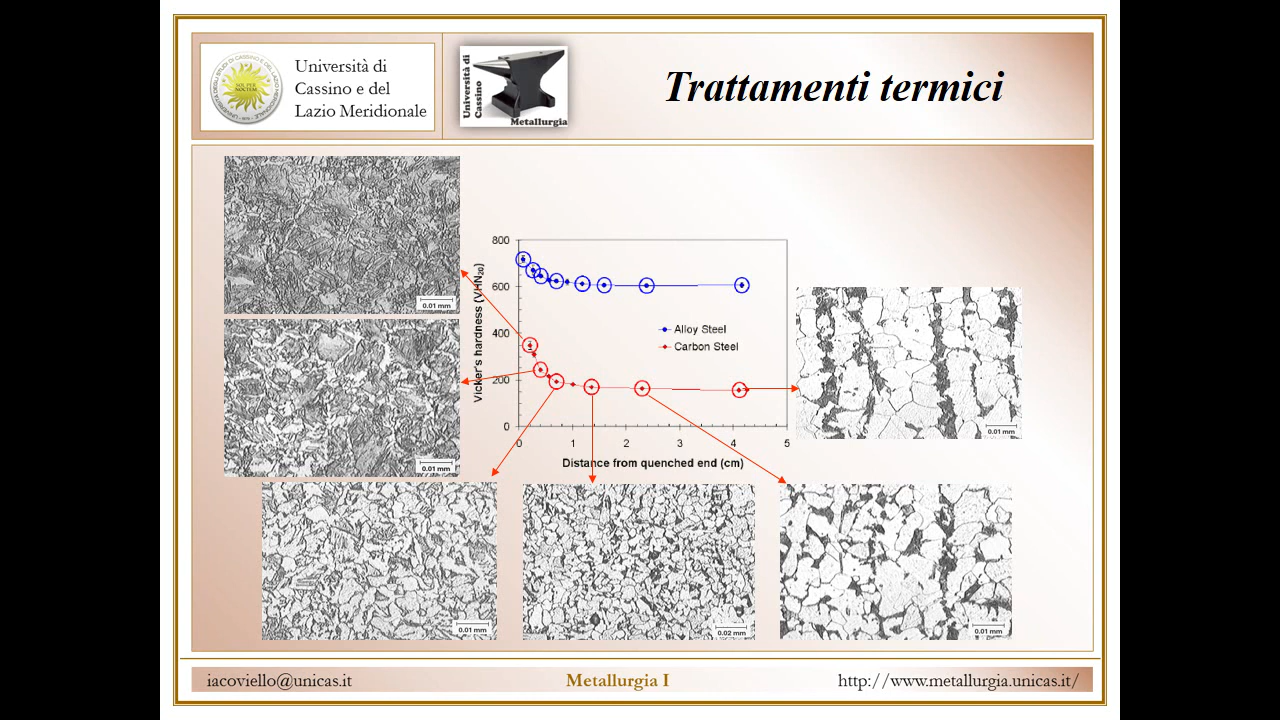 Università di
Cassino e del
Lazio Meridionale
Università di
Cassino
Metallurgia
Trattamenti termici
0.01 mm
0.01 mm
0.01 mm
0.02 mm
0.01 mm
0.01 mm
Vicker's hardness (VHN20)
800
600
400
200
0
0
1
2
3
4
5
Alloy Steel
Carbon Steel
Distance from quenched end (cm)
iacoviello@unicas.it
Metallurgia I
http://www.metallurgia.unicas.it/